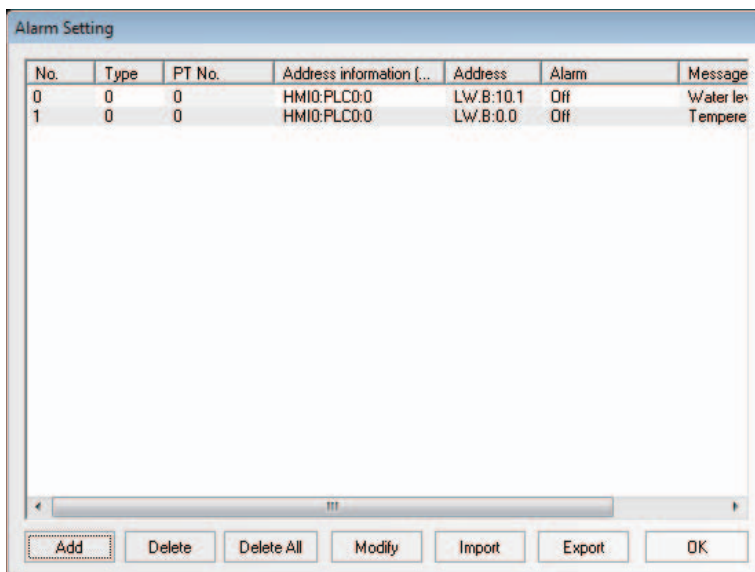 Alarm Setting
No. Type PT No. Address information (... Address Alarm Message
0 0 0 HMI0:PLC0:0 LW.B:10.1 Off Water lev
1 0 0 HMI0:PLC0:0 LW.B:0.0 Off Tempere
Add Delete Delete All Modify Import Export OK